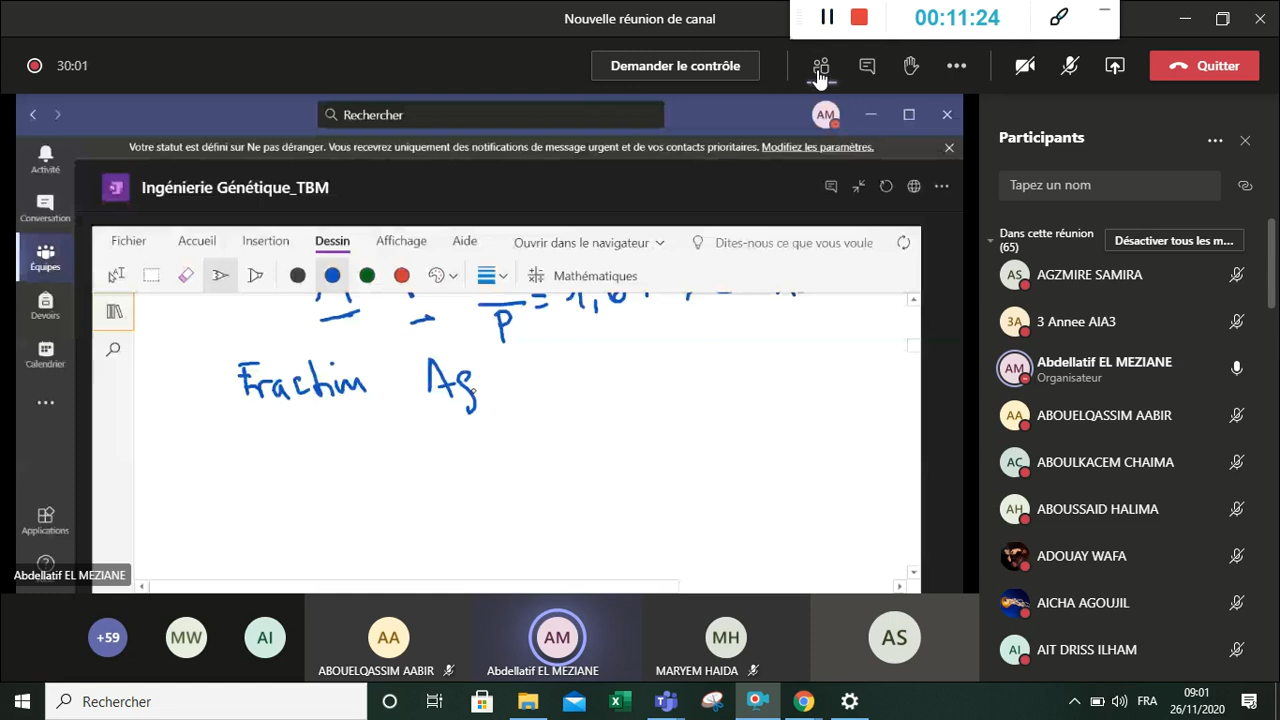 Nouvelle réunion de canal
00:11:24
30:01
Demander le contrôle
Quitter
Rechercher
AM
Votre statut est défini sur Ne pas déranger. Vous recevrez uniquement des notifications de message urgent et de vos contacts prioritaires. Modifiez les paramètres.
Activité
Conversation
Équipes
Devoirs
Calendrier
Applications
Ingénierie Génétique_TBM
Fichier Accueil Insertion Dessin Affichage Aide Ouvrir dans le navigateur Dites-nous ce que vous voule
Mathématiques
P
Fraction Ag
Abdellatif EL MEZIANE
Participants
Tapez un nom
Dans cette réunion (65)
Désactiver tous les m...
AS AGZMIRE SAMIRA
3A 3 Annee AIA3
AM Abdellatif EL MEZIANE
Organisateur
AA ABOUELQASSIM AABIR
AC ABOULKACEM CHAIMA
AH ABOUSSAID HALIMA
ADOUAY WAFA
AICHA AGOUJIL
AI AIT DRISS ILHAM
+59 MW AI AA AM MH AS
ABOUELQASSIM AABIR Abdellatif EL MEZIANE MARYEM HAIDA
Rechercher
FRA
09:01
26/11/2020